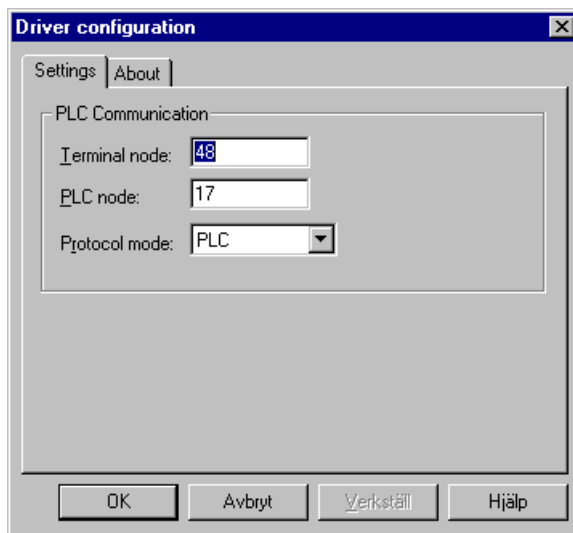 Driver configuration
Settings About
PLC Communication
Terminal node: 48
PLC node: 17
Protocol mode: PLC
OK Avbryt Verkställ Hjälp